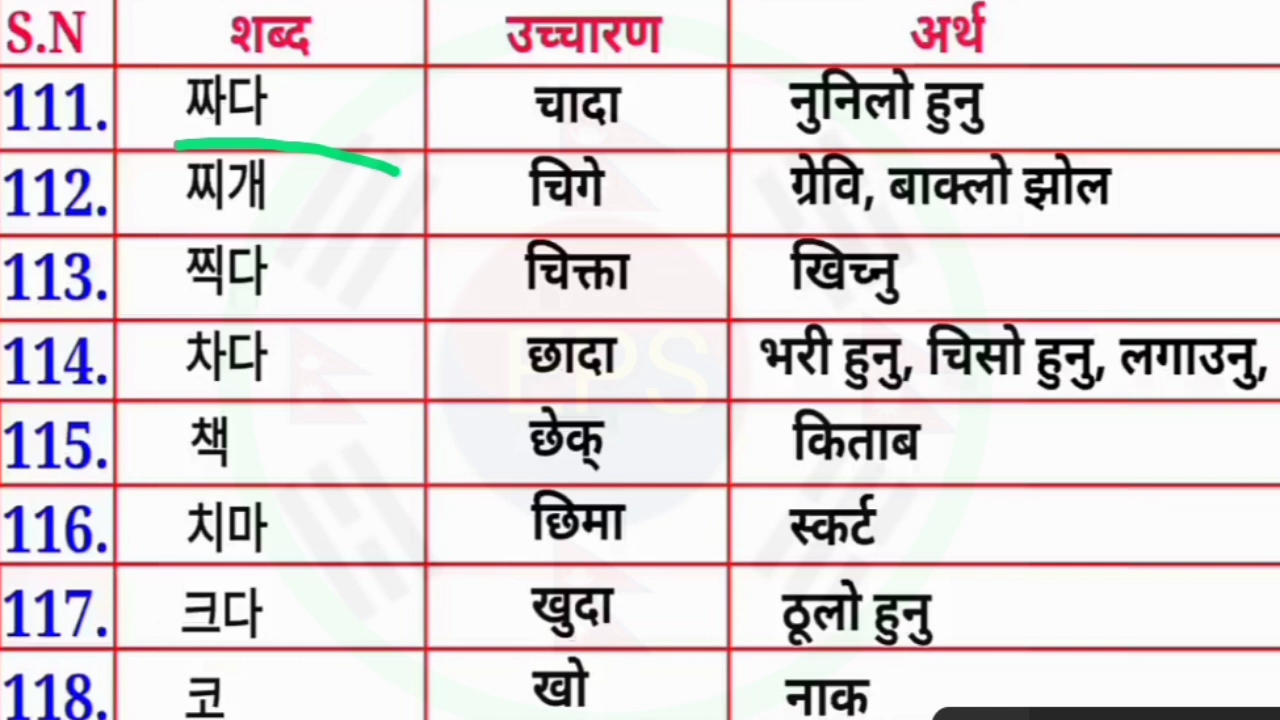 S.N शब्द उच्चारण अर्थ
111. 짜다 चादा नुनिलो हुनु
112. 찌개 चिगे ग्रेवि, बाक्लो झोल
113. 찍다 चिक्ता खिच्नु
114. 차다 छादा भरी हुनु, चिसो हुनु, लगाउनु,
115. 책 छेक् किताब
116. 치마 छिमा स्कर्ट
117. 크다 खुदा ठूलो हुनु
118. 코 खो नाक
EPS